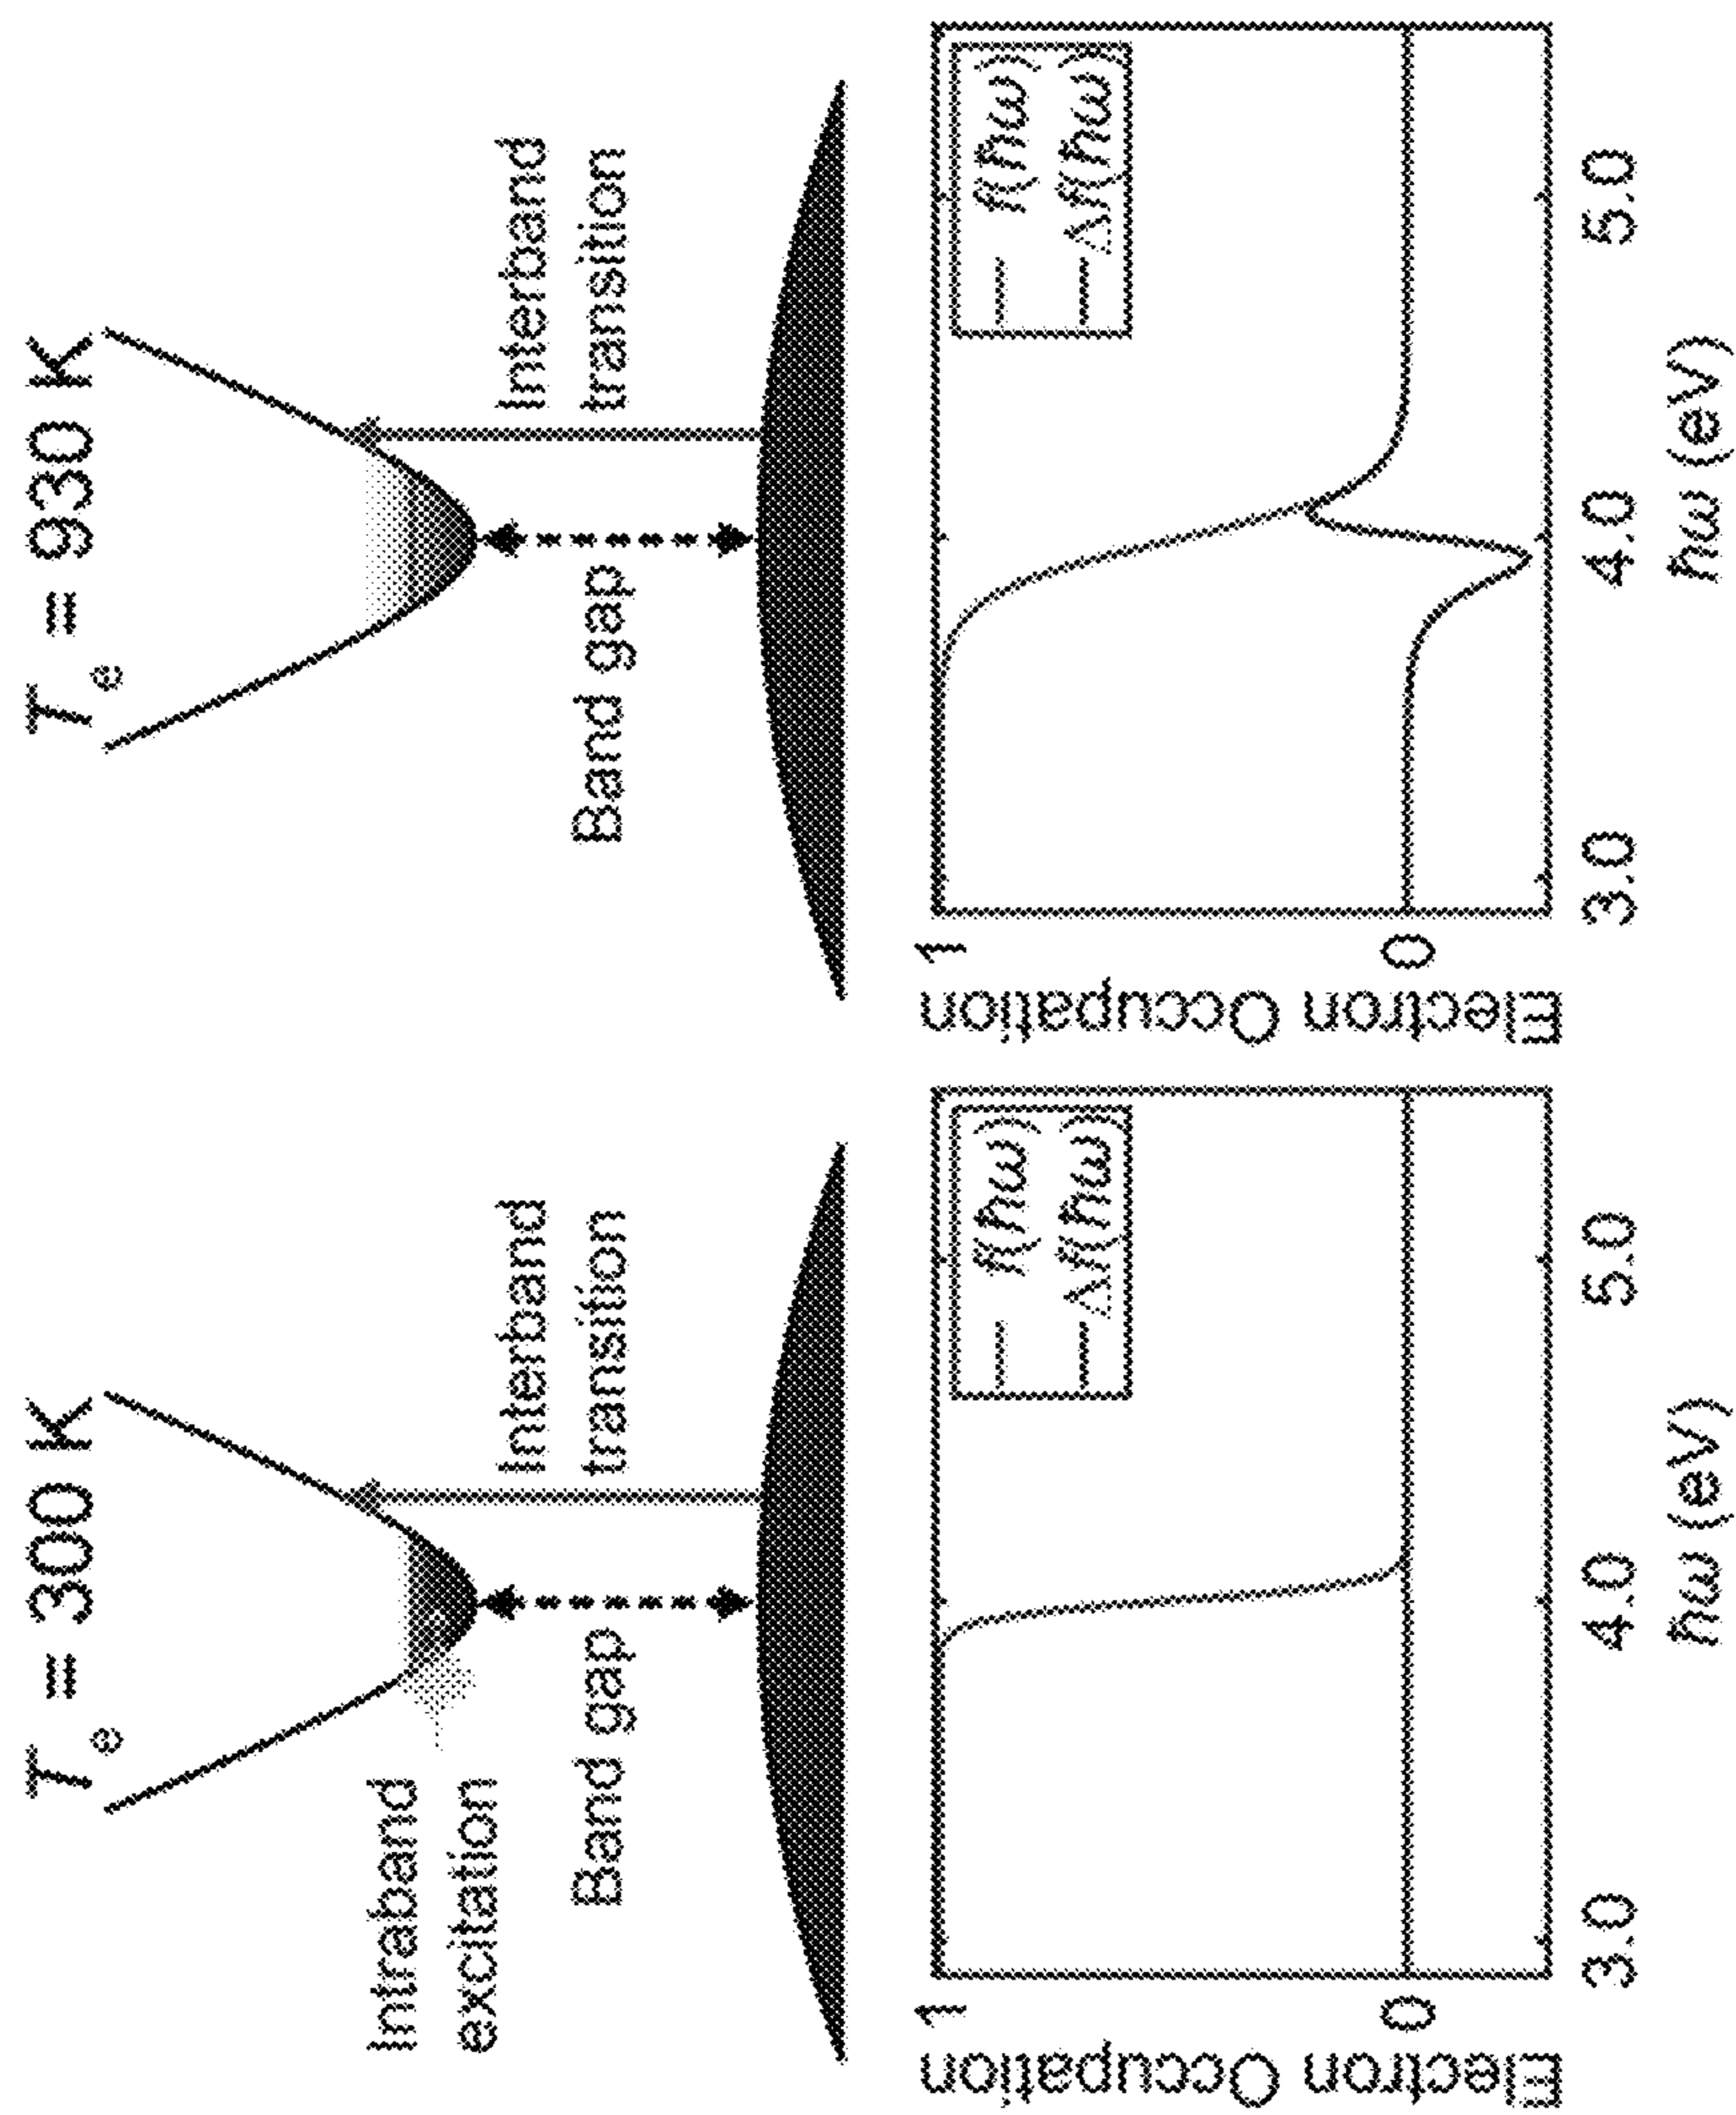 T_e = 300 K
Intraband
excitation
Band gap
Interband
transition
Electron Occupation
1
0
f(ħω)
Δf(ħω)
3.0 4.0 5.0
ħω (eV)
T_e = 930 K
Band gap
Interband
transition
Electron Occupation
1
0
f(ħω)
Δf(ħω)
3.0 4.0 5.0
ħω (eV)